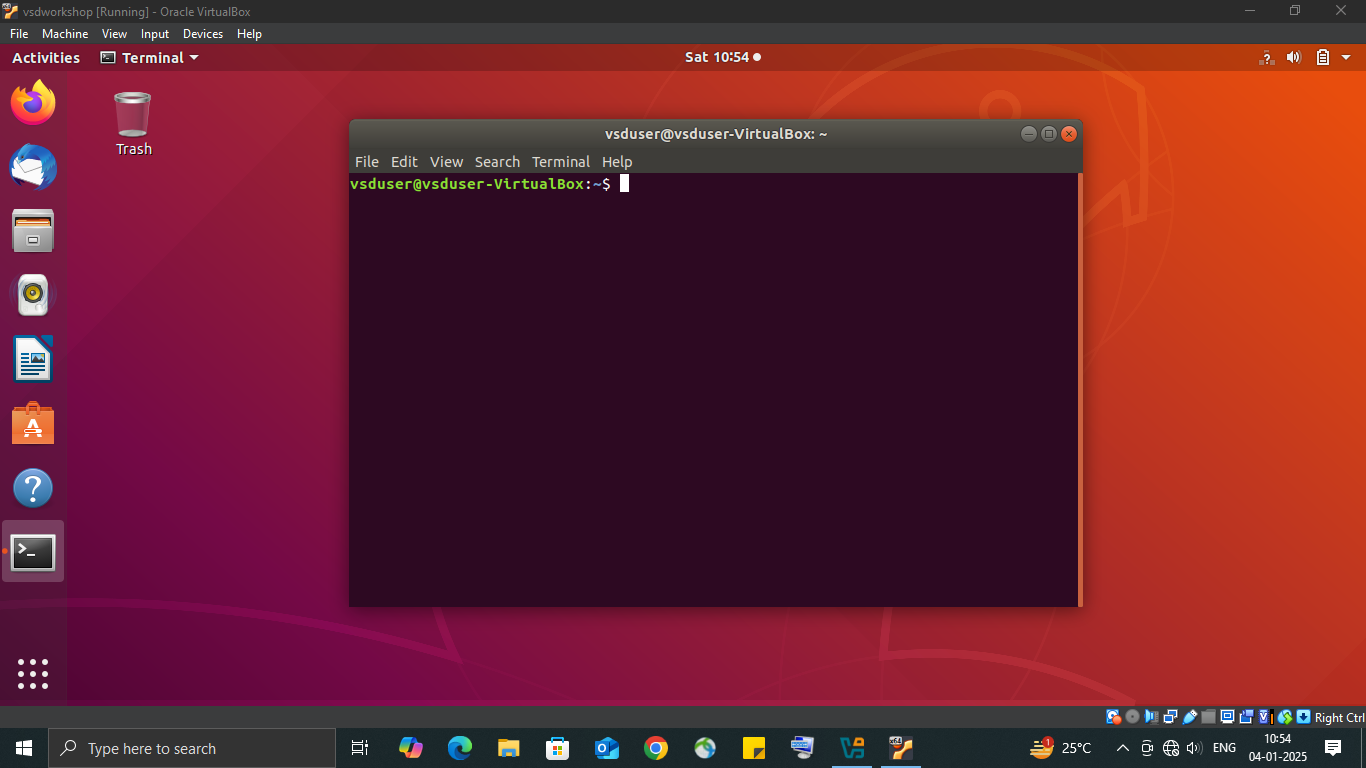 vsdworkshop [Running] - Oracle VirtualBox
File Machine View Input Devices Help
Activities Terminal Sat 10:54
Trash
vsduser@vsduser-VirtualBox: ~
File Edit View Search Terminal Help
vsduser@vsduser-VirtualBox:~$
Right Ctrl
Type here to search
1
25°C
ENG
10:54
04-01-2025